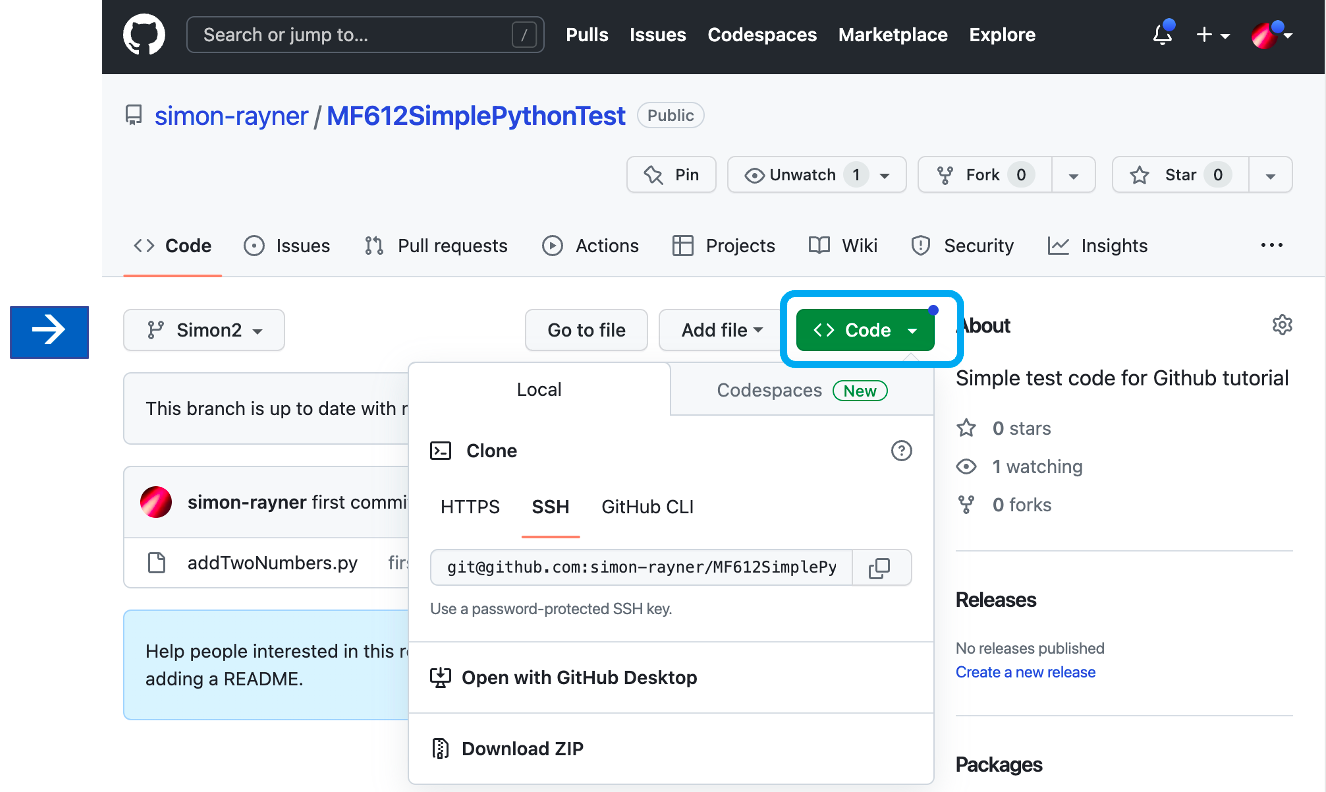 Search or jump to... /
Pulls Issues Codespaces Marketplace Explore
simon-rayner / MF612SimplePythonTest Public
Pin Unwatch 1 Fork 0 Star 0
Code Issues Pull requests Actions Projects Wiki Security Insights ...
Simon2 Go to file Add file Code
About
Simple test code for Github tutorial
0 stars
1 watching
0 forks
Releases
No releases published
Create a new release
Packages
This branch is up to date with
simon-rayner first commi
addTwoNumbers.py firs
Help people interested in this
adding a README.
Local Codespaces New
Clone
HTTPS SSH GitHub CLI
git@github.com:simon-rayner/MF612SimplePy
Use a password-protected SSH key.
Open with GitHub Desktop
Download ZIP